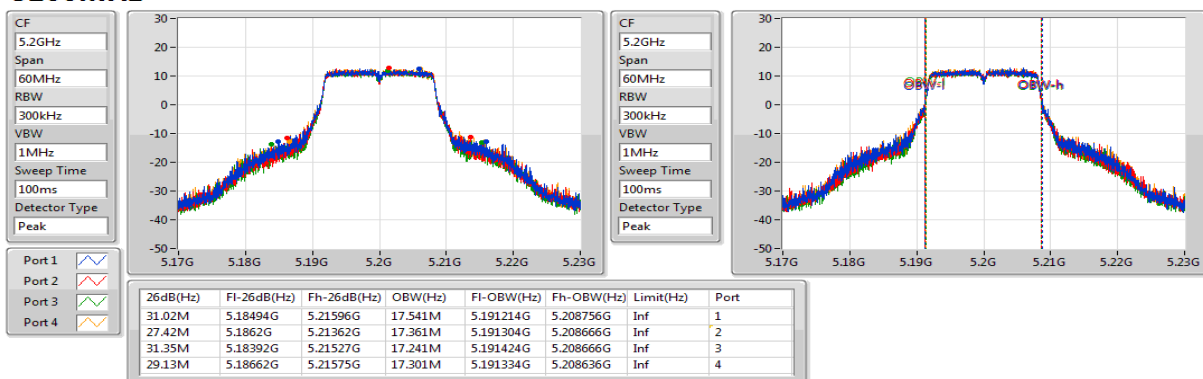 CF
5.2GHz
Span
60MHz
RBW
300kHz
VBW
1MHz
Sweep Time
100ms
Detector Type
Peak
30
20
10
0
-10
-20
-30
-40
-50
5.17G 5.18G 5.19G 5.2G 5.21G 5.22G 5.23G
CF
5.2GHz
Span
60MHz
RBW
300kHz
VBW
1MHz
Sweep Time
100ms
Detector Type
Peak
30
20
10
0
-10
-20
-30
-40
-50
OBW-l OBW-h
5.17G 5.18G 5.19G 5.2G 5.21G 5.22G 5.23G
Port 1
Port 2
Port 3
Port 4
26dB(Hz) Fl-26dB(Hz) Fh-26dB(Hz) OBW(Hz) Fl-OBW(Hz) Fh-OBW(Hz) Limit(Hz) Port
31.02M 5.18494G 5.21596G 17.541M 5.191214G 5.208756G Inf 1
27.42M 5.1862G 5.21362G 17.361M 5.191304G 5.208666G Inf 2
31.35M 5.18392G 5.21527G 17.241M 5.191424G 5.208666G Inf 3
29.13M 5.18662G 5.21575G 17.301M 5.191334G 5.208636G Inf 4